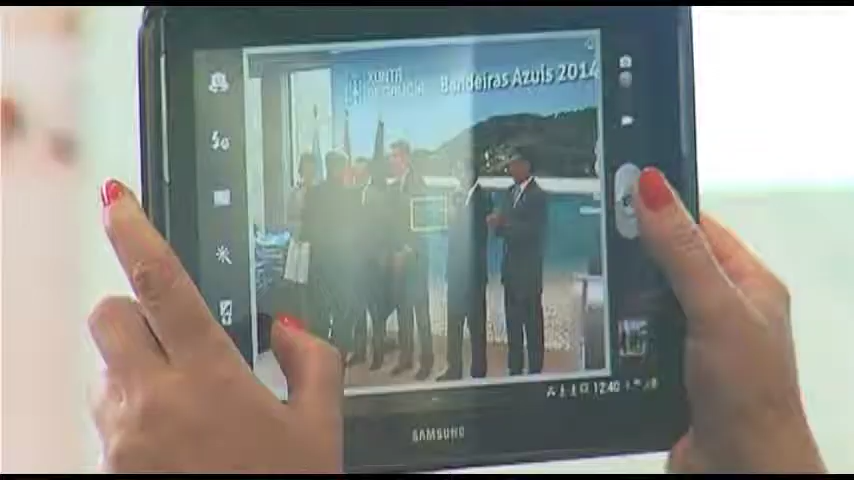 XUNTA
DE GALICIA
Bandeiras Azuis 2014
12:40
SAMSUNG